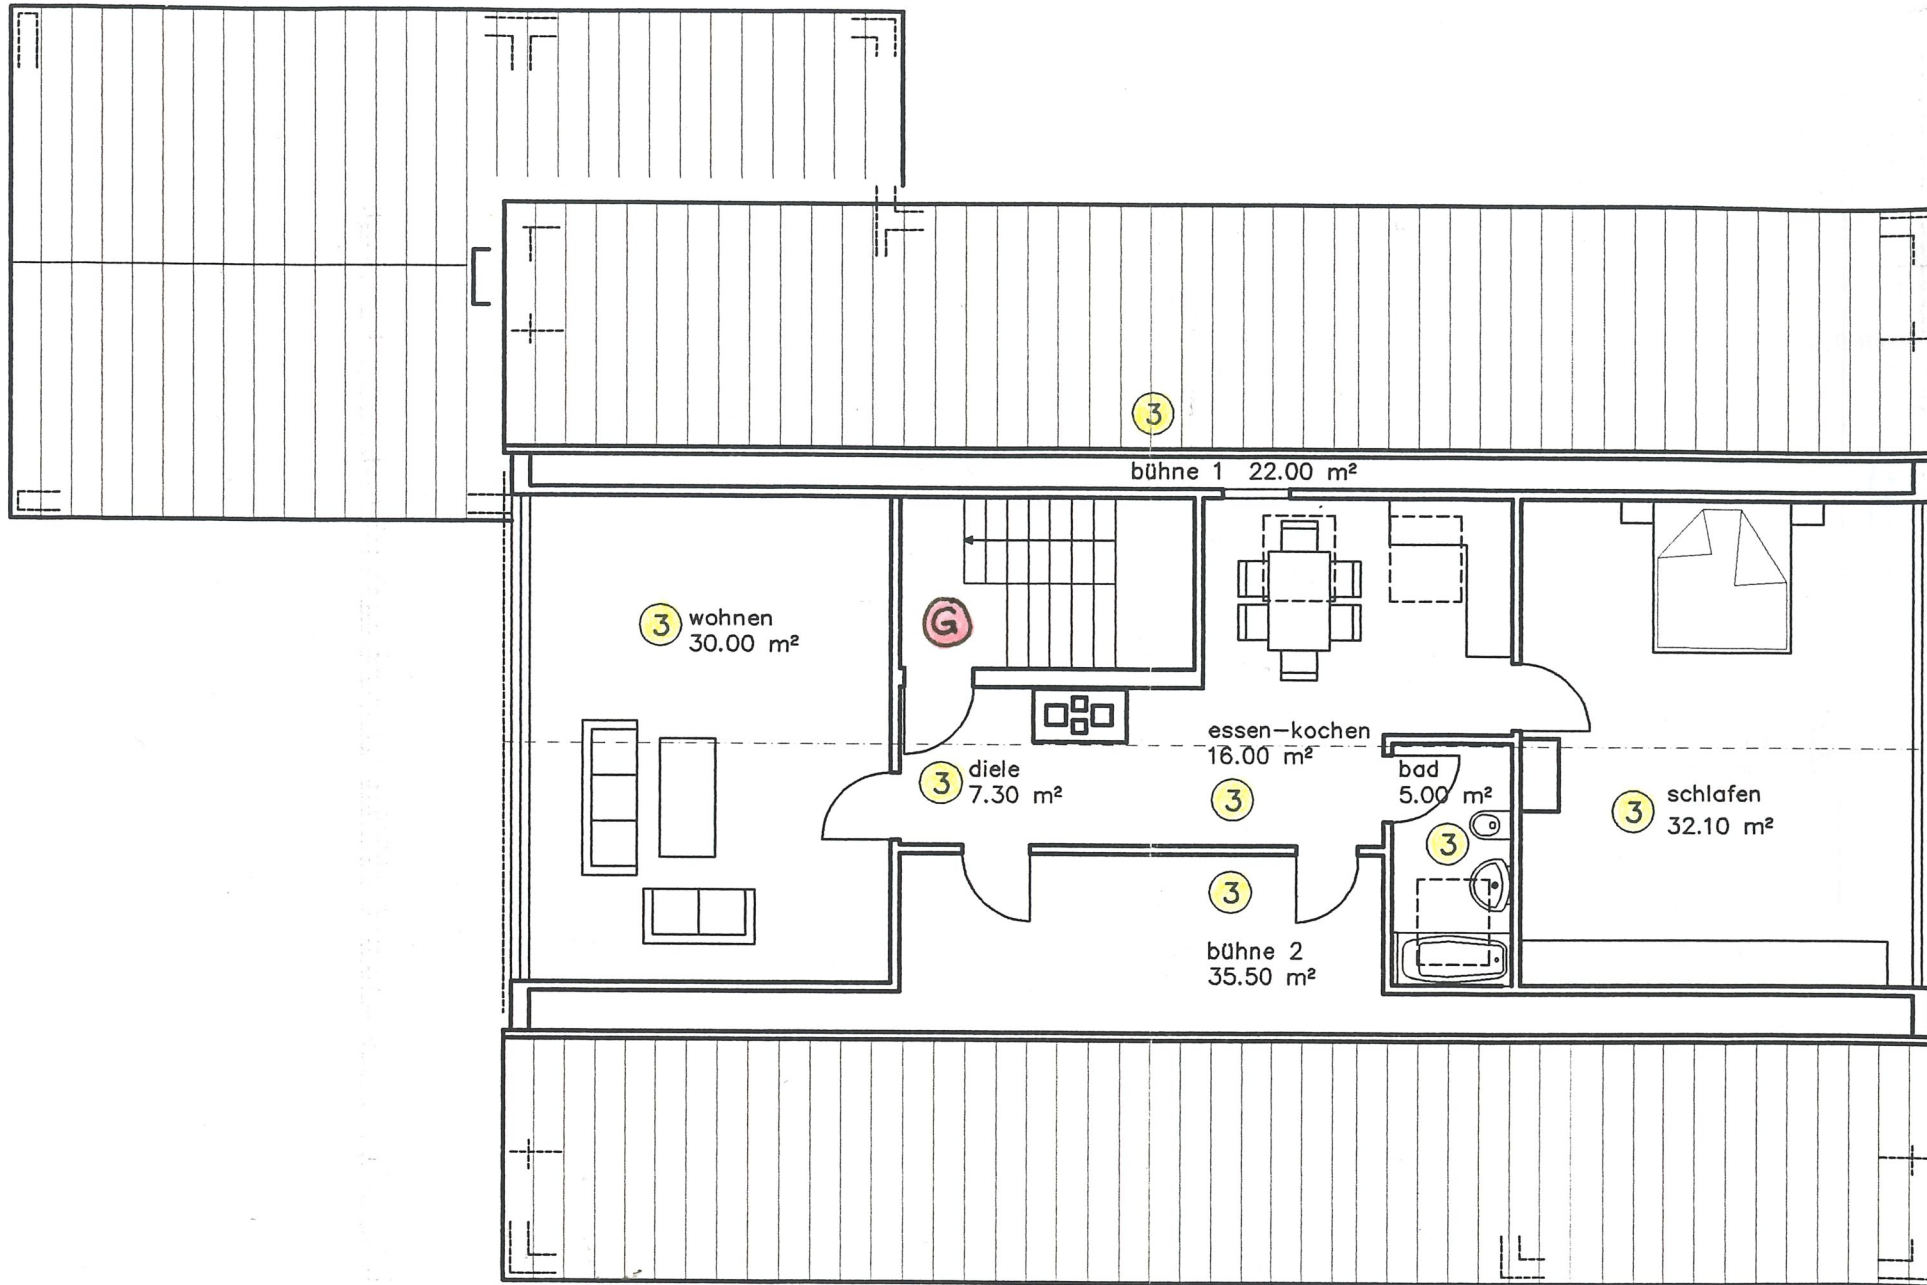 3
bühne 1 22.00 m²
3 wohnen
30.00 m²
G
essen-kochen
16.00 m²
3
3 diele
7.30 m²
bad
5.00 m²
3
3 schlafen
32.10 m²
3
bühne 2
35.50 m²